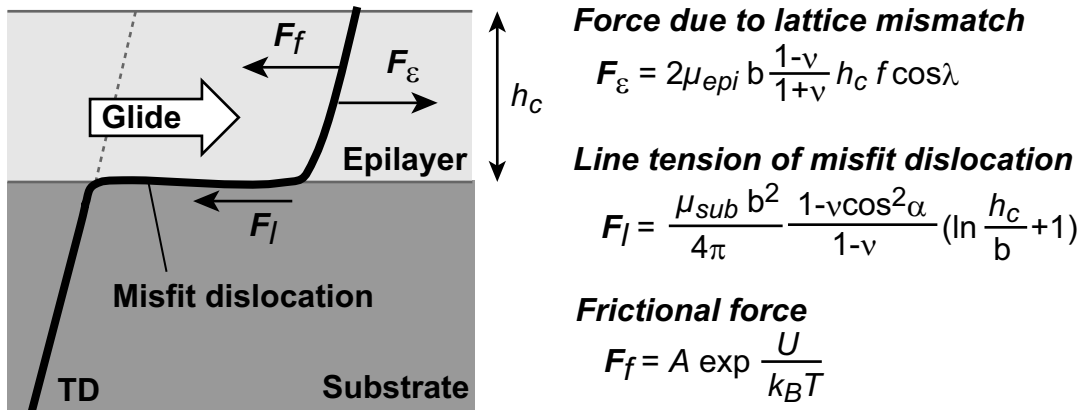 F_f
F_ε
Glide
h_c
Epilayer
F_l
Misfit dislocation
TD
Substrate
Force due to lattice mismatch
F_ε = 2μ_epi b (1-ν)/(1+ν) h_c f cosλ
Line tension of misfit dislocation
F_l = (μ_sub b²)/(4π) (1-νcos²α)/(1-ν) (ln h_c/b +1)
Frictional force
F_f = A exp U/(k_B T)